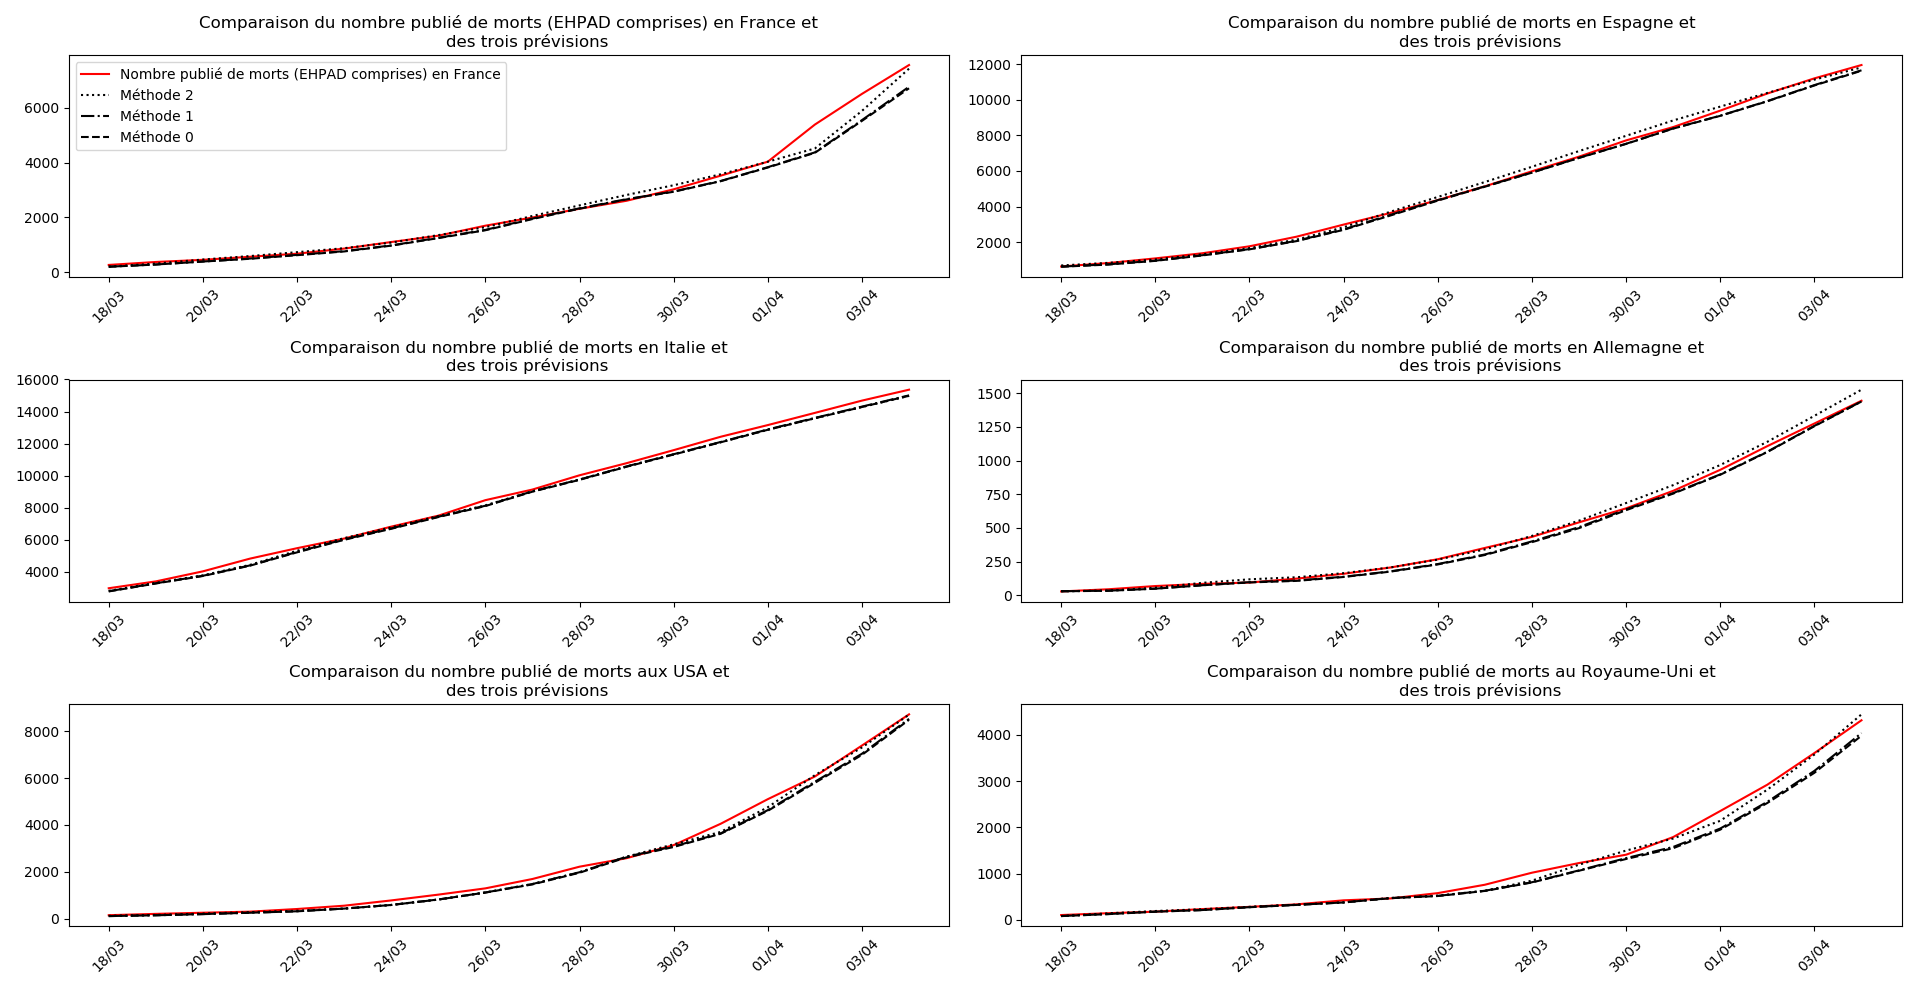 Comparaison du nombre publié de morts (EHPAD comprises) en France et
des trois prévisions
Nombre publié de morts (EHPAD comprises) en France
Méthode 2
Méthode 1
Méthode 0
6000
4000
2000
0
18/03 20/03 22/03 24/03 26/03 28/03 30/03 01/04 03/04
Comparaison du nombre publié de morts en Espagne et
des trois prévisions
12000
10000
8000
6000
4000
2000
18/03 20/03 22/03 24/03 26/03 28/03 30/03 01/04 03/04
Comparaison du nombre publié de morts en Italie et
des trois prévisions
16000
14000
12000
10000
8000
6000
4000
18/03 20/03 22/03 24/03 26/03 28/03 30/03 01/04 03/04
Comparaison du nombre publié de morts en Allemagne et
des trois prévisions
1500
1250
1000
750
500
250
0
18/03 20/03 22/03 24/03 26/03 28/03 30/03 01/04 03/04
Comparaison du nombre publié de morts aux USA et
des trois prévisions
8000
6000
4000
2000
0
18/03 20/03 22/03 24/03 26/03 28/03 30/03 01/04 03/04
Comparaison du nombre publié de morts au Royaume-Uni et
des trois prévisions
4000
3000
2000
1000
0
18/03 20/03 22/03 24/03 26/03 28/03 30/03 01/04 03/04